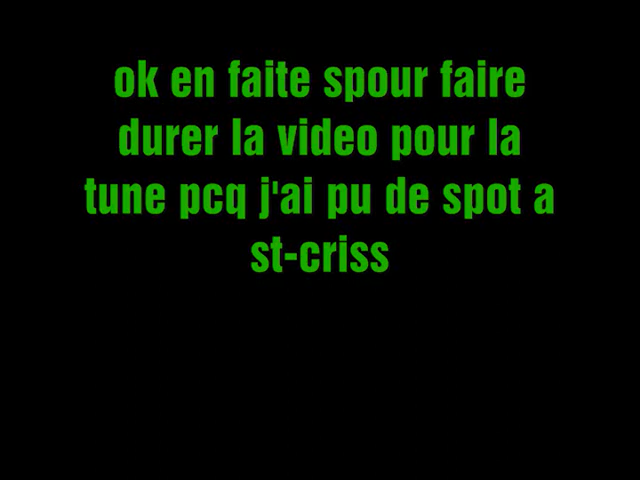 ok en faite spour faire
durer la video pour la
tune pcq j'ai pu de spot a
st-criss